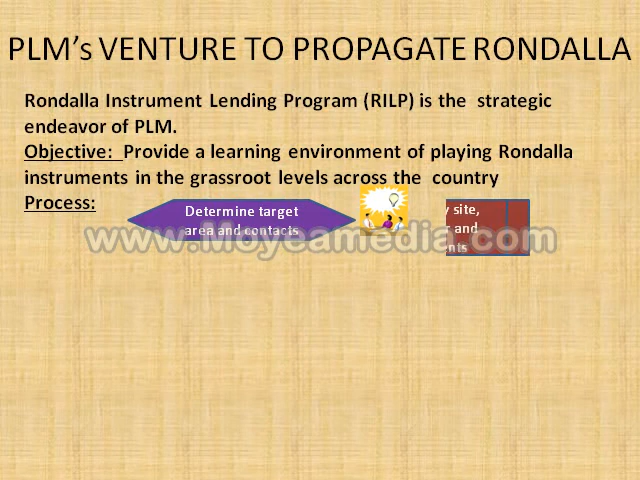 PLM's VENTURE TO PROPAGATE RONDALLA
Rondalla Instrument Lending Program (RILP) is the strategic
endeavor of PLM.
Objective: Provide a learning environment of playing Rondalla
instruments in the grassroot levels across the country
Process:
Determine target
area and contacts
site,
and
www.Moyeamedia.com